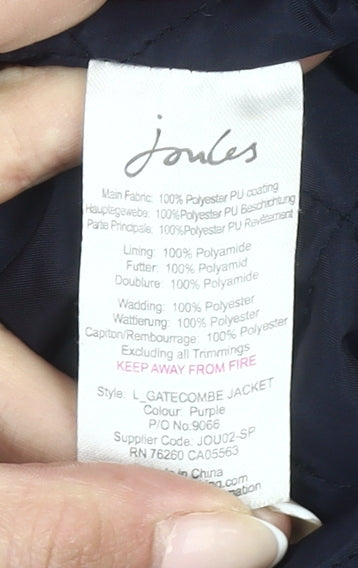 joules
Main Fabric: 100% Polyester PU coating
Hauptgewebe: 100%Polyester PU Beschichtung
Parte Principale: 100%Polyester PU Revêtement
Lining: 100% Polyamide
Futter: 100% Polyamid
Doublure: 100% Polyamide
Wadding: 100% Polyester
Wattierung: 100% Polyester
Capiton/Rembourrage: 100% Polyester
Excluding all Trimmings
KEEP AWAY FROM FIRE
Style: L_GATECOMBE JACKET
Colour: Purple
P/O No:9066
Supplier Code: JOU02-SP
RN 76260 CA05563
in China